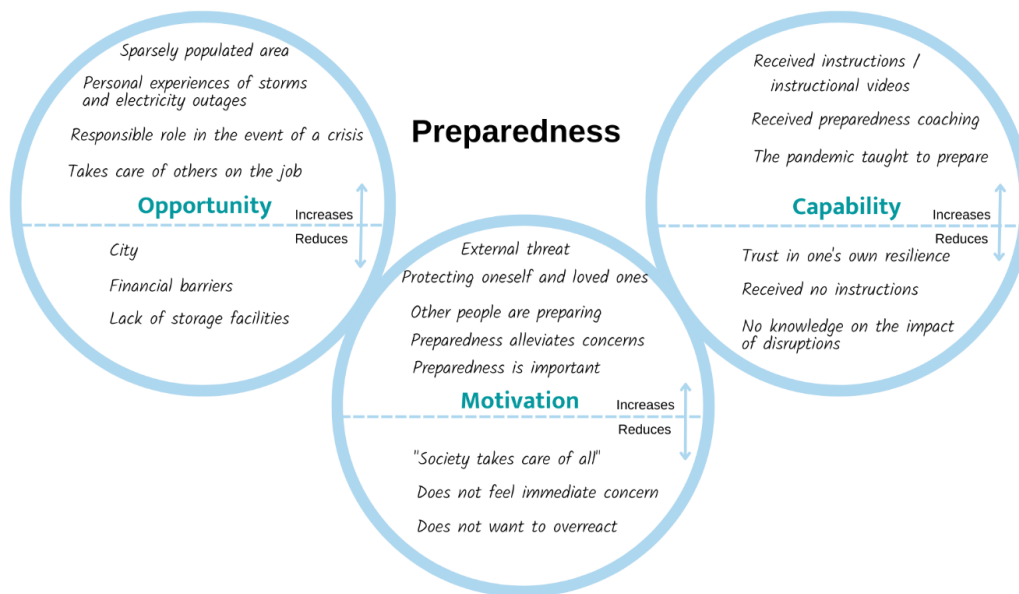 Preparedness
Sparsely populated area
Personal experiences of storms
and electricity outages
Responsible role in the event of a crisis
Takes care of others on the job
Opportunity
Increases
Reduces
City
Financial barriers
Lack of storage facilities
External threat
Protecting oneself and loved ones
Other people are preparing
Preparedness alleviates concerns
Preparedness is important
Motivation
Increases
Reduces
"Society takes care of all"
Does not feel immediate concern
Does not want to overreact
Received instructions /
instructional videos
Received preparedness coaching
The pandemic taught to prepare
Capability
Increases
Reduces
Trust in one's own resilience
Received no instructions
No knowledge on the impact
of disruptions